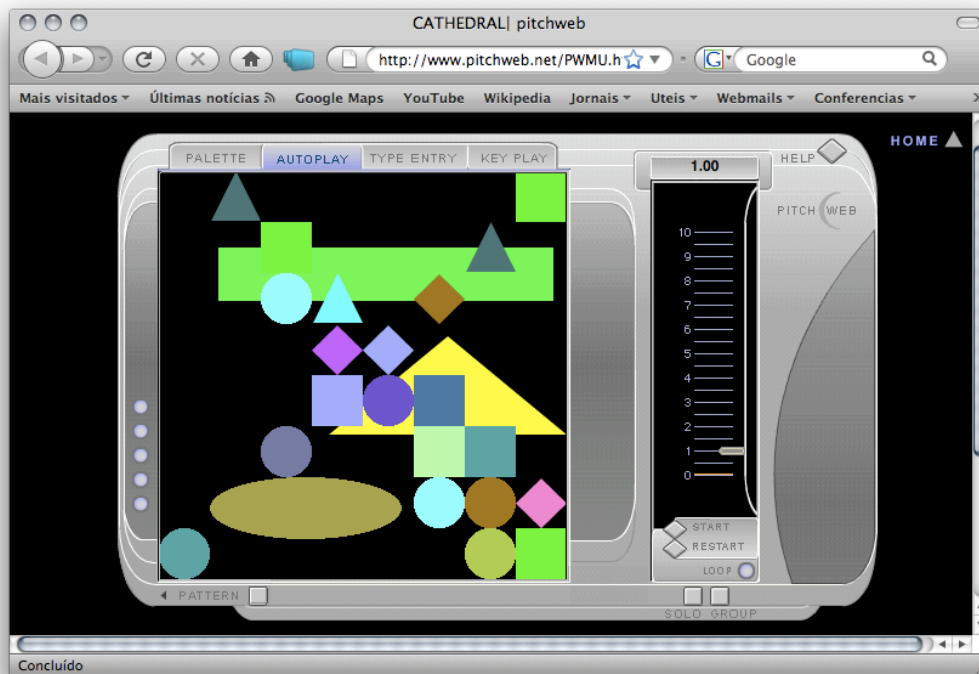 CATHEDRAL| pitchweb
http://www.pitchweb.net/PWMU.h
Google
Mais visitados
Últimas notícias
Google Maps
YouTube
Wikipedia
Jornais
Uteis
Webmails
Conferencias
HOME
PALETTE
AUTOPLAY
TYPE ENTRY
KEY PLAY
1.00
HELP
PITCH WEB
10
9
8
7
6
5
4
3
2
1
0
START
RESTART
LOOP
PATTERN
SOLO GROUP
Concluído